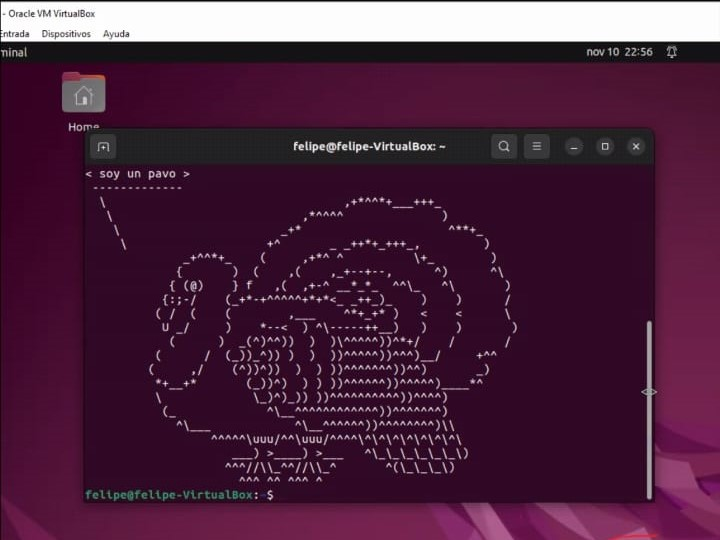 - Oracle VM VirtualBox
Entrada Dispositivos Ayuda
minal
nov 10 22:56
Home
felipe@felipe-VirtualBox: ~
< soy un pavo >
felipe@felipe-VirtualBox:~$